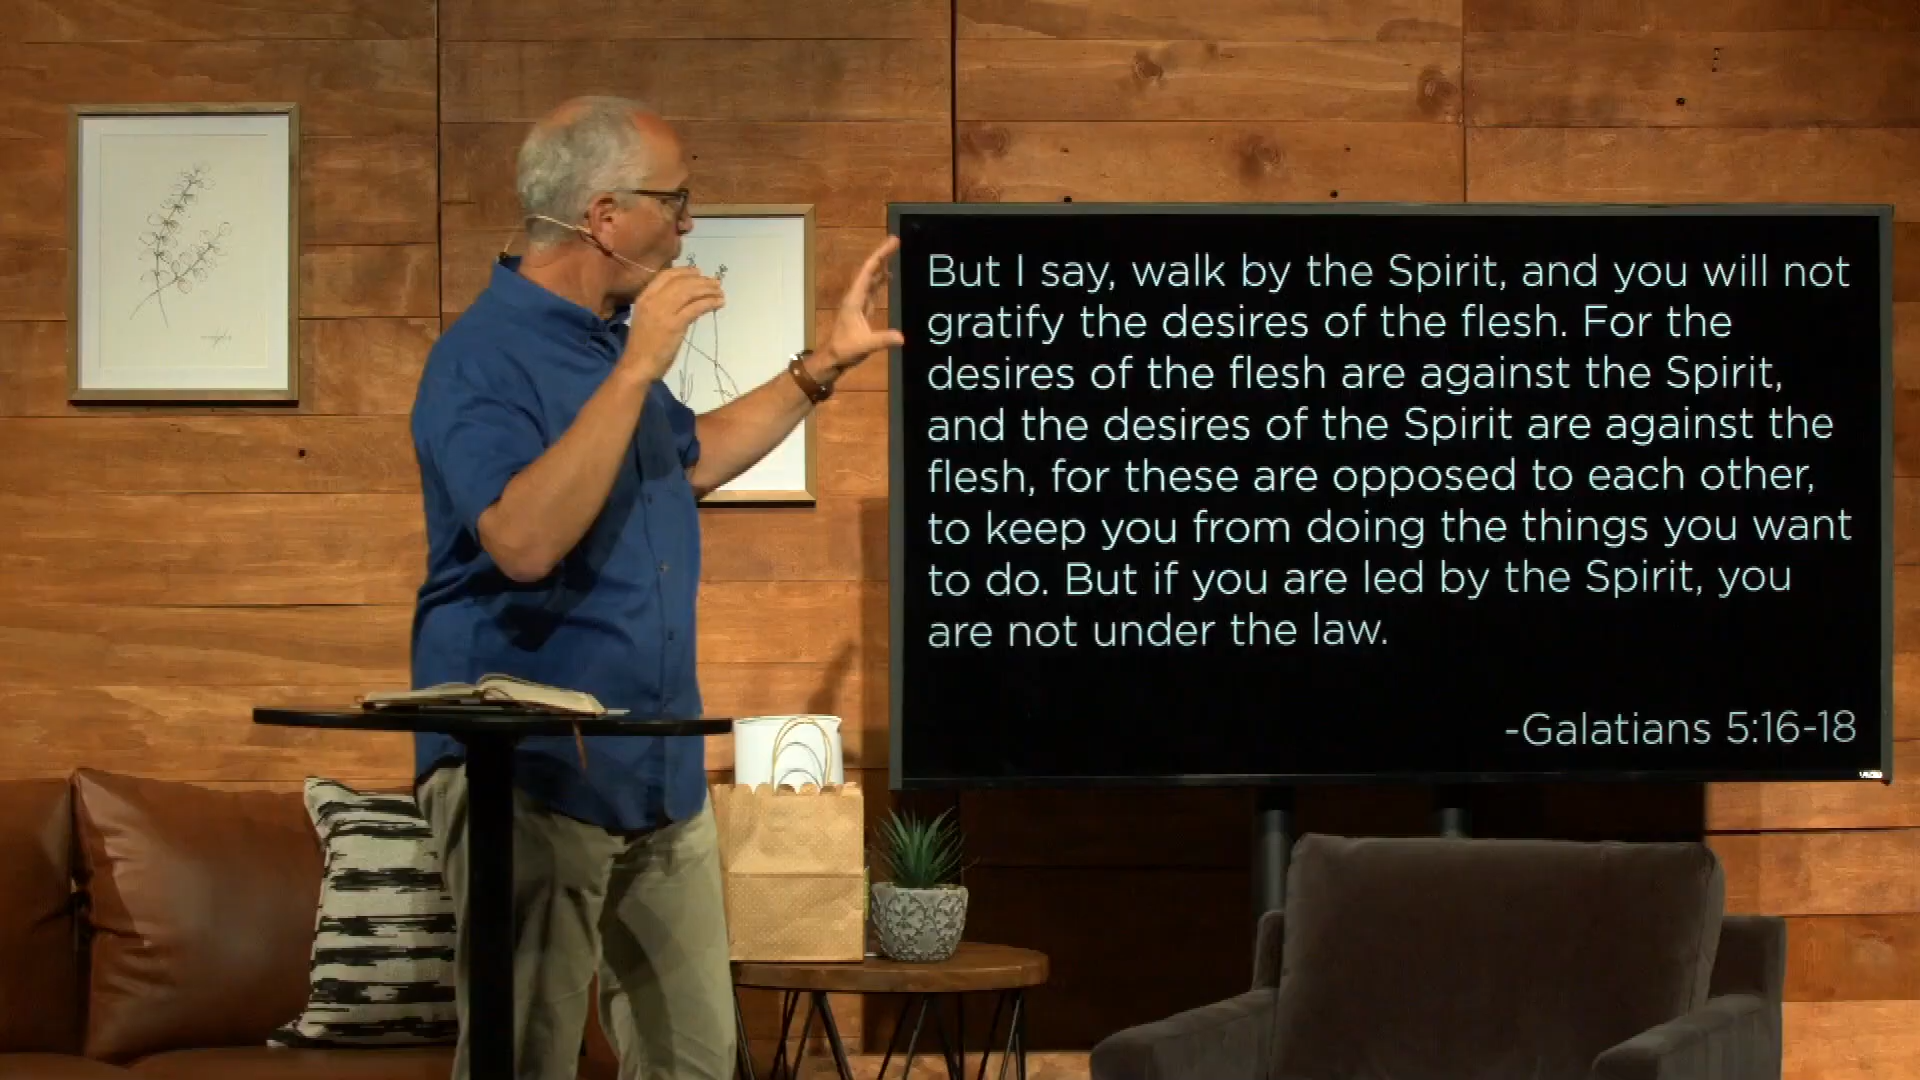 But I say, walk by the Spirit, and you will not
gratify the desires of the flesh. For the
desires of the flesh are against the Spirit,
and the desires of the Spirit are against the
flesh, for these are opposed to each other,
to keep you from doing the things you want
to do. But if you are led by the Spirit, you
are not under the law.
-Galatians 5:16-18
VIZIO